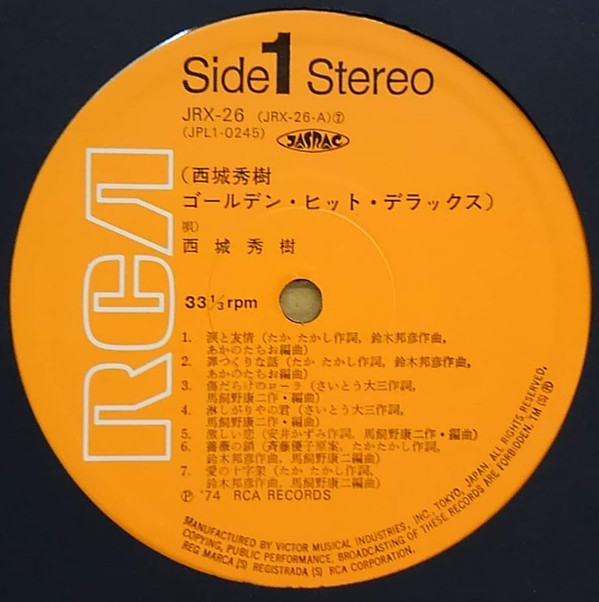 Side 1 Stereo
JRX-26 (JRX-26-A)⑦
(JPL1-0245) JASRAC
RCA
(西城秀樹
ゴールデン・ヒット・デラックス)
唄)
西城秀樹
33⅓rpm
1. 涙と友情(たか たかし作詞, 鈴木邦彦作曲,
あかのたちお編曲)
2. 罪つくりな話(たか たかし作詞, 鈴木邦彦作曲,
あかのたちお編曲)
3. 傷だらけのローラ(さいとう大三作詞,
馬飼野康二作・編曲)
4. 淋しがりやの君(さいとう大三作詞,
馬飼野康二作・編曲)
5. 激しい恋(安井かずみ作詞, 馬飼野康二作・編曲)
6. 薔薇の鎖(斉藤優子原案, たかたかし作詞,
鈴木邦彦作曲, 馬飼野康二編曲)
7. 愛の十字架(たか たかし作詞,
鈴木邦彦作曲, 馬飼野康二編曲)
Ⓟ '74 RCA RECORDS
MANUFACTURED BY VICTOR MUSICAL INDUSTRIES, INC., TOKYO, JAPAN ALL RIGHTS RESERVED,
COPYING, PUBLIC PERFORMANCE, BROADCASTING OF THESE RECORDS ARE FORBIDDEN. TM(S)®
REG MARCA(S) REGISTRADA(S) RCA CORPORATION.